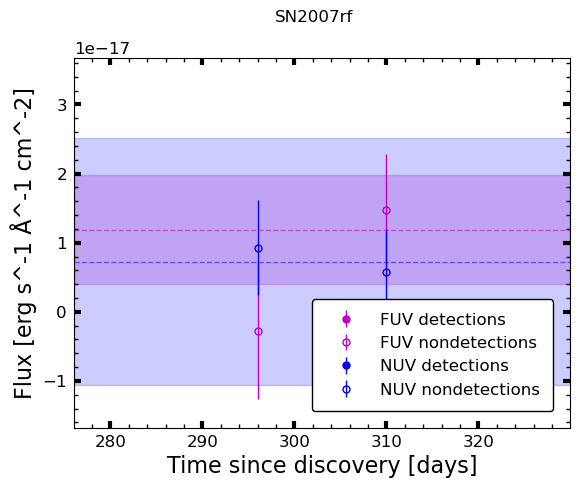 SN2007rf
1e−17
3
2
1
0
−1
280
290
300
310
320
Flux [erg s^-1 Å^-1 cm^-2]
Time since discovery [days]
FUV detections
FUV nondetections
NUV detections
NUV nondetections